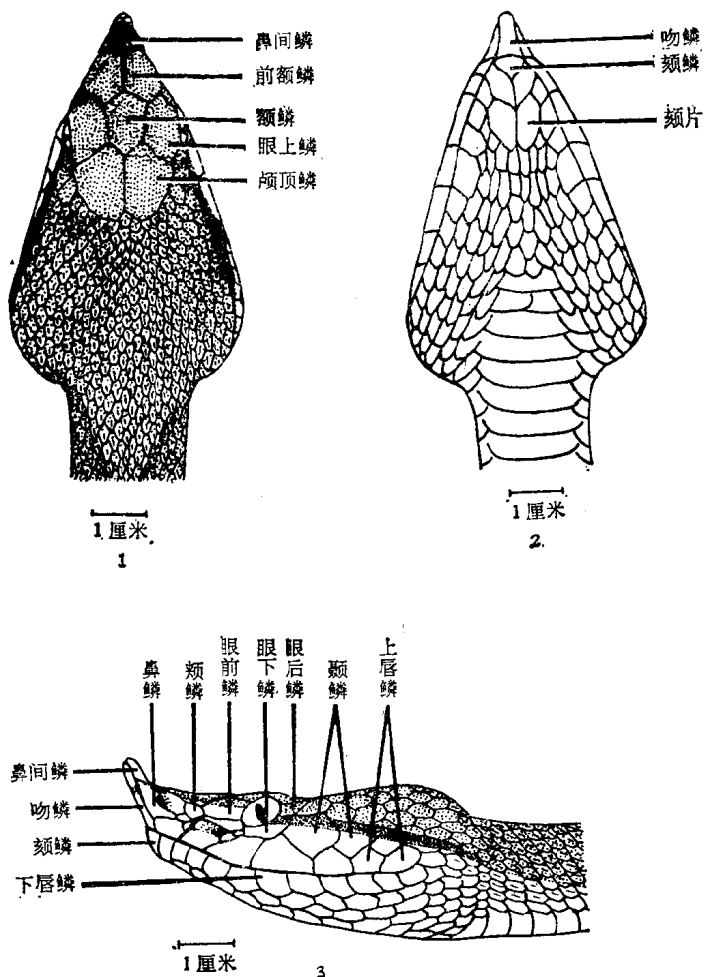 鼻间鳞
前额鳞
额鳞
眼上鳞
颅顶鳞
1厘米
1
吻鳞
颏鳞
颏片
1厘米
2.
鼻鳞
颊鳞
眼前鳞
眼下鳞
眼后鳞
颞鳞
上唇鳞
鼻间鳞
吻鳞
颏鳞
下唇鳞
1厘米
3